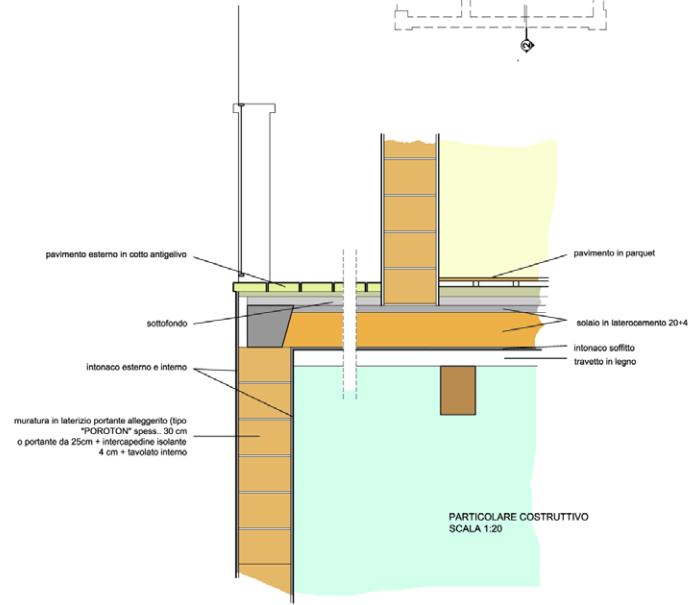 2
pavimento esterno in cotto antigelivo
pavimento in parquet
sottofondo
solaio in laterocemento 20+4
intonaco soffitto
travetto in legno
intonaco esterno e interno
muratura in laterizio portante alleggerito (tipo
"POROTON" spess.. 30 cm
o portante da 25cm + intercapedine isolante
4 cm + tavolato interno
PARTICOLARE COSTRUTTIVO
SCALA 1:20